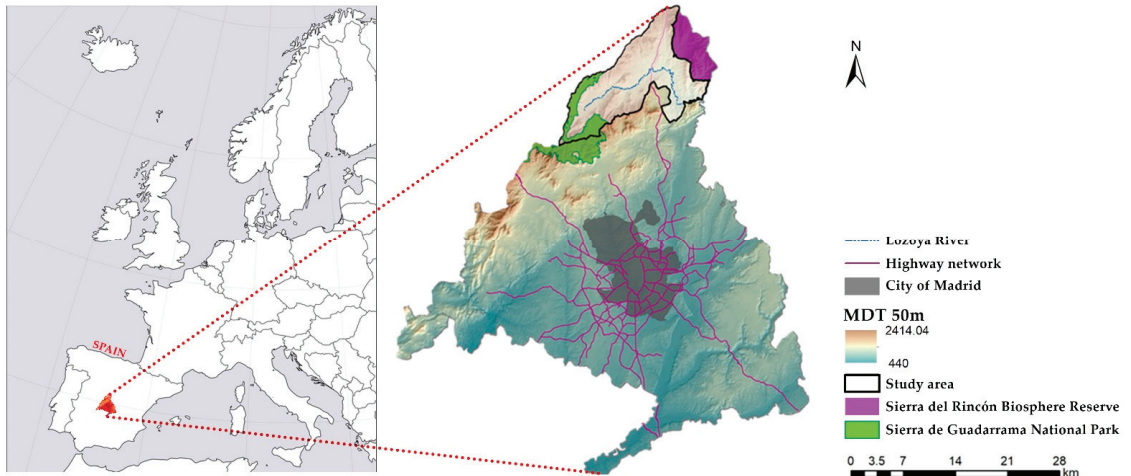 SPAIN
N
Lozoya River
Highway network
City of Madrid
MDT 50m
2414.04
440
Study area
Sierra del Rincón Biosphere Reserve
Sierra de Guadarrama National Park
0 3.5 7 14 21 28
km